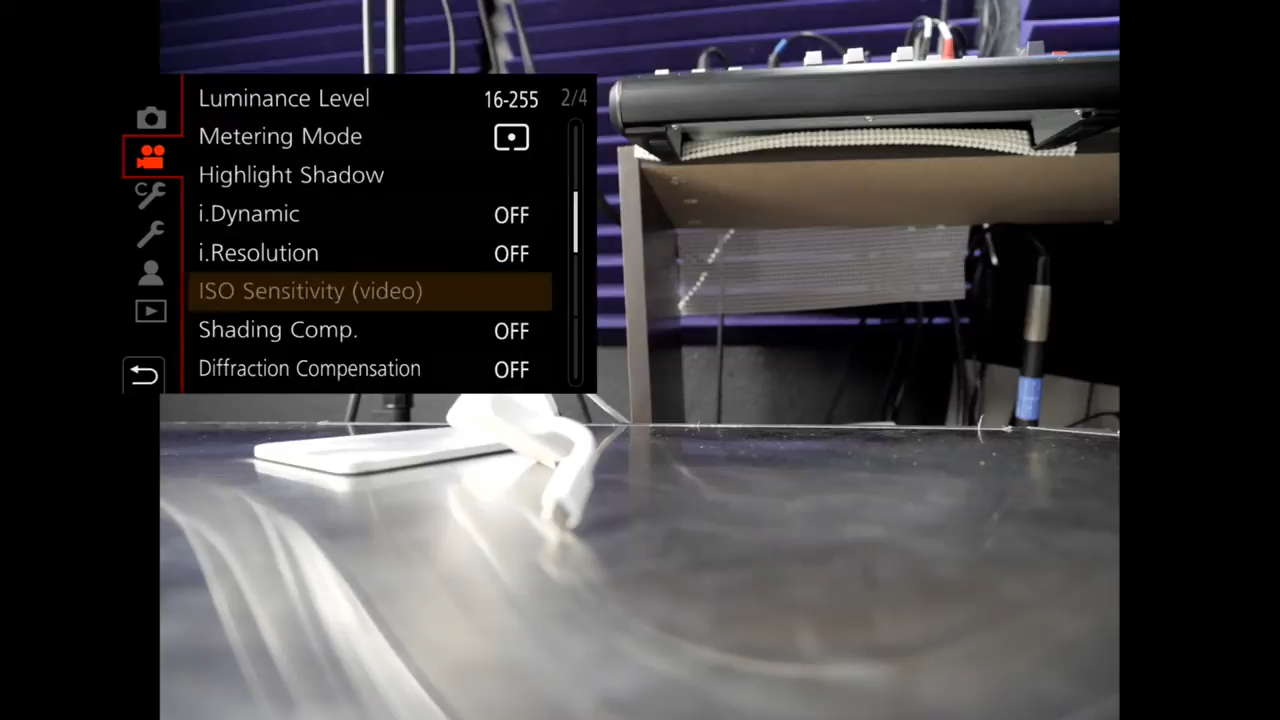 Luminance Level 16-255 2/4
Metering Mode
Highlight Shadow
i.Dynamic OFF
i.Resolution OFF
ISO Sensitivity (video)
Shading Comp. OFF
Diffraction Compensation OFF